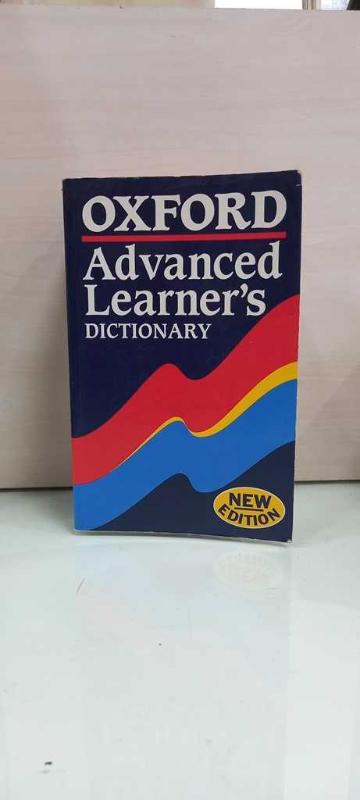 OXFORD
Advanced
Learner's
DICTIONARY
NEW
EDITION